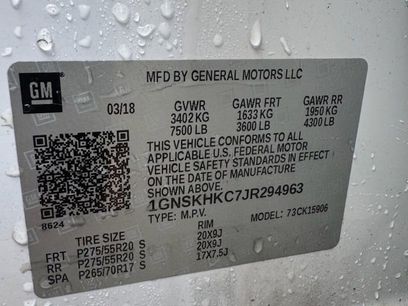 GM
MFD BY GENERAL MOTORS LLC
03/18 GVWR GAWR FRT GAWR RR
3402 KG 1633 KG 1950 KG
7500 LB 3600 LB 4300 LB
THIS VEHICLE CONFORMS TO ALL
APPLICABLE U.S. FEDERAL MOTOR
VEHICLE SAFETY STANDARDS IN EFFECT
ON THE DATE OF MANUFACTURE
SHOWN ABOVE.
1GNSKHKC7JR294963
8624 TYPE: M.P.V. MODEL: 73CK15906
TIRE SIZE RIM
FRT P275/55R20 S 20X9J
RR P275/55R20 S 20X9J
SPA P265/70R17 S 17X7.5J